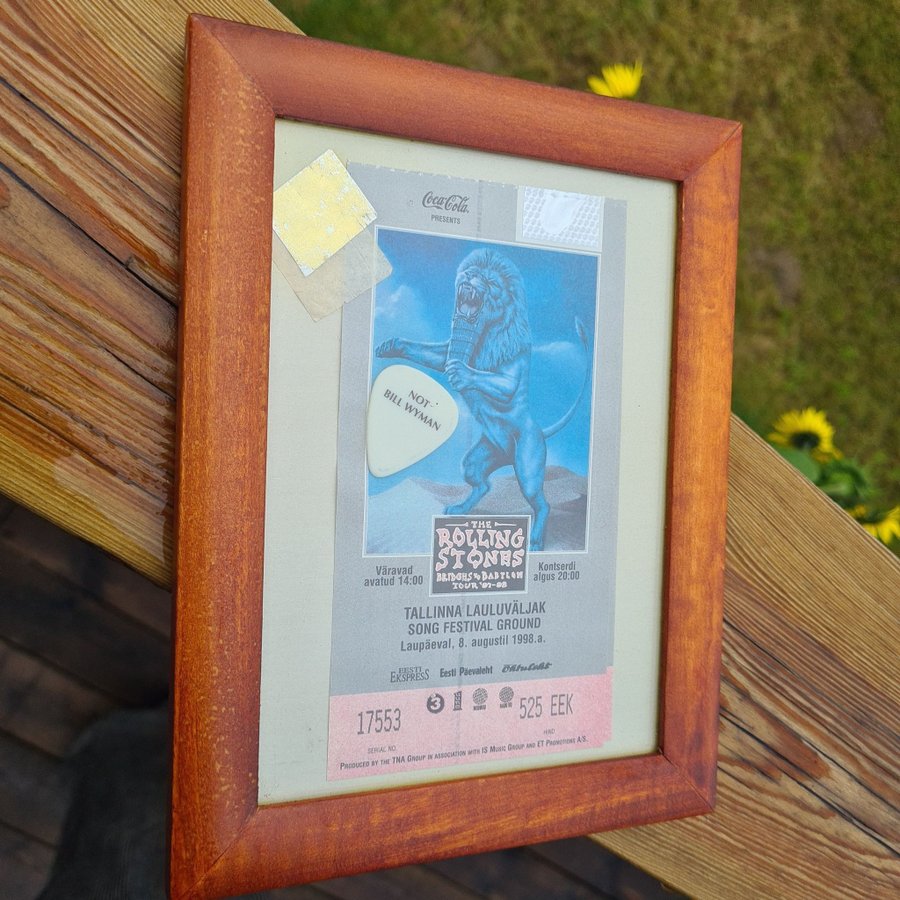 Coca-Cola
PRESENTS
NOT
BILL WYMAN
THE
ROLLING
STONES
BRIDGES TO BABYLON
TOUR '97-98
Väravad
avatud 14:00
Kontserdi
algus 20:00
TALLINNA LAULUVÄLJAK
SONG FESTIVAL GROUND
Laupäeval, 8. augustil 1998.a.
EESTI
EKSPRESS
Eesti Päevaleht
Õhtuleht
17553
3
525 EEK
SERIAL NO.
HIND
PRODUCED BY THE TNA GROUP IN ASSOCIATION WITH IS MUSIC GROUP AND ET PROMOTIONS A/S.